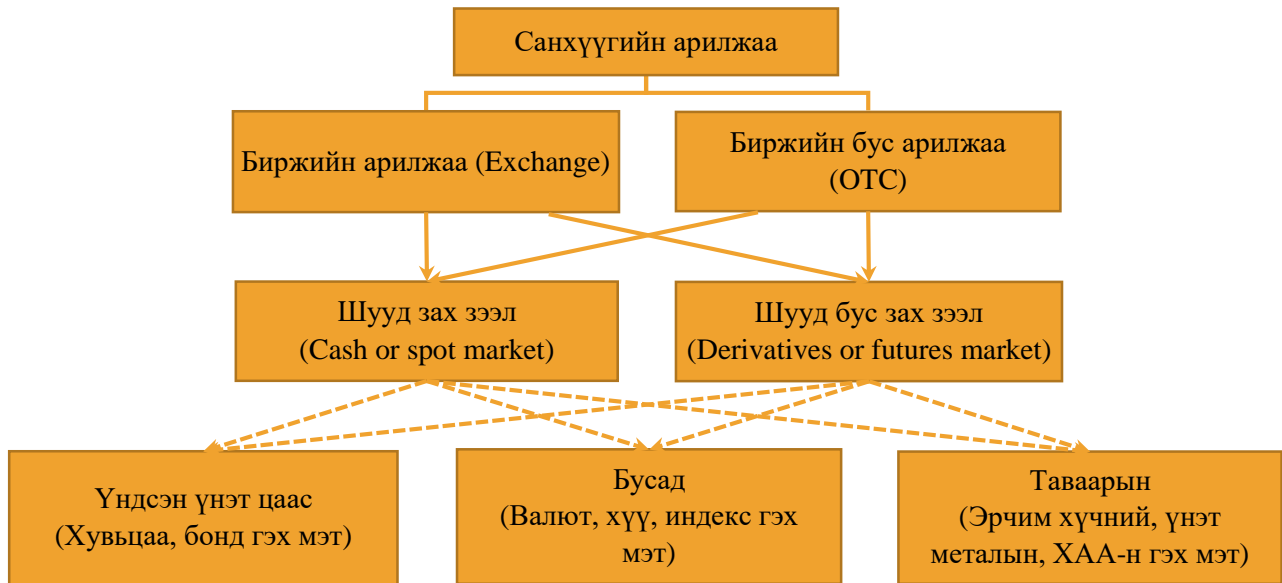 Санхүүгийн арилжаа
Биржийн арилжаа (Exchange)
Биржийн бус арилжаа
(OTC)
Шууд зах зээл
(Cash or spot market)
Шууд бус зах зээл
(Derivatives or futures market)
Үндсэн үнэт цаас
(Хувьцаа, бонд гэх мэт)
Бусад
(Валют, хүү, индекс гэх
мэт)
Таваарын
(Эрчим хүчний, үнэт
металын, ХАА-н гэх мэт)